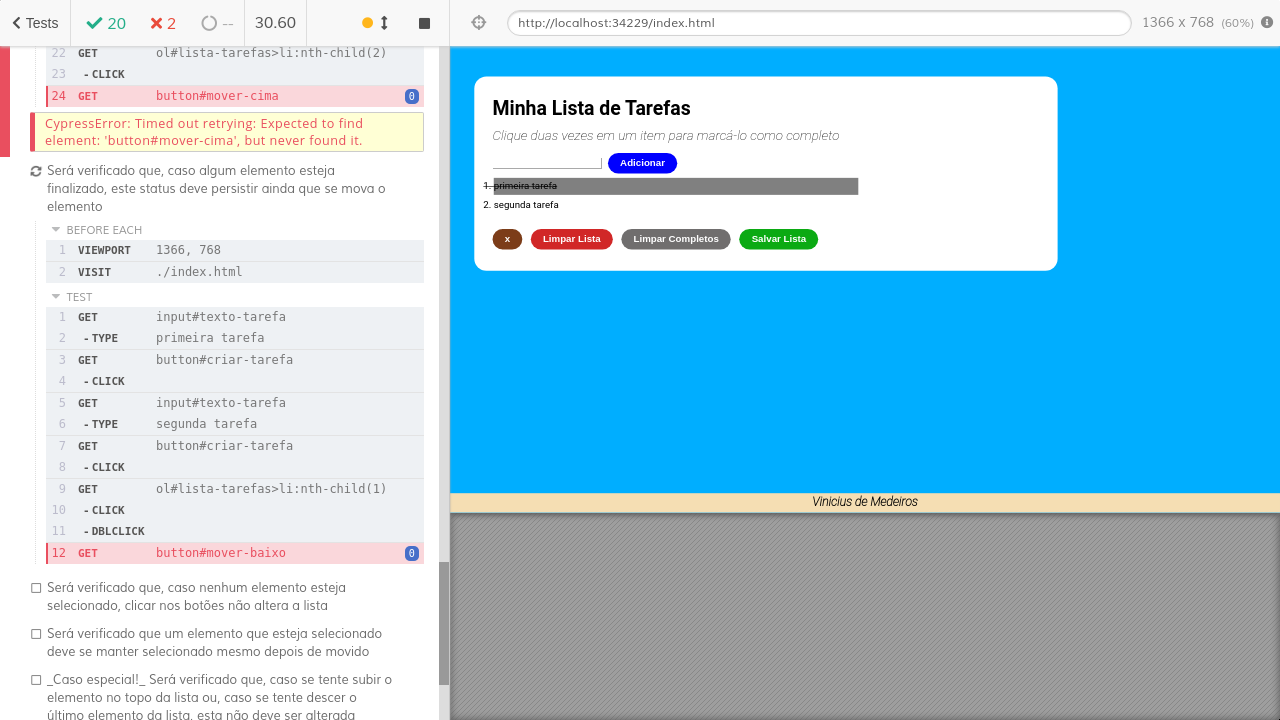 Tests 20 2 -- 30.60 http://localhost:34229/index.html 1366 x 768 (60%)
22 GET ol#lista-tarefas>li:nth-child(2)
23 - CLICK
24 GET button#mover-cima 0
CypressError: Timed out retrying: Expected to find
element: 'button#mover-cima', but never found it.
Será verificado que, caso algum elemento esteja
finalizado, este status deve persistir ainda que se mova o
elemento
BEFORE EACH
1 VIEWPORT 1366, 768
2 VISIT ./index.html
TEST
1 GET input#texto-tarefa
2 - TYPE primeira tarefa
3 GET button#criar-tarefa
4 - CLICK
5 GET input#texto-tarefa
6 - TYPE segunda tarefa
7 GET button#criar-tarefa
8 - CLICK
9 GET ol#lista-tarefas>li:nth-child(1)
10 - CLICK
11 - DBLCLICK
12 GET button#mover-baixo 0
Será verificado que, caso nenhum elemento esteja
selecionado, clicar nos botões não altera a lista
Será verificado que um elemento que esteja selecionado
deve se manter selecionado mesmo depois de movido
_Caso especial!_ Será verificado que, caso se tente subir o
elemento no topo da lista ou, caso se tente descer o
último elemento da lista, esta não deve ser alterada
Minha Lista de Tarefas
Clique duas vezes em um item para marcá-lo como completo
Adicionar
1. primeira tarefa
2. segunda tarefa
x Limpar Lista Limpar Completos Salvar Lista
Vinicius de Medeiros